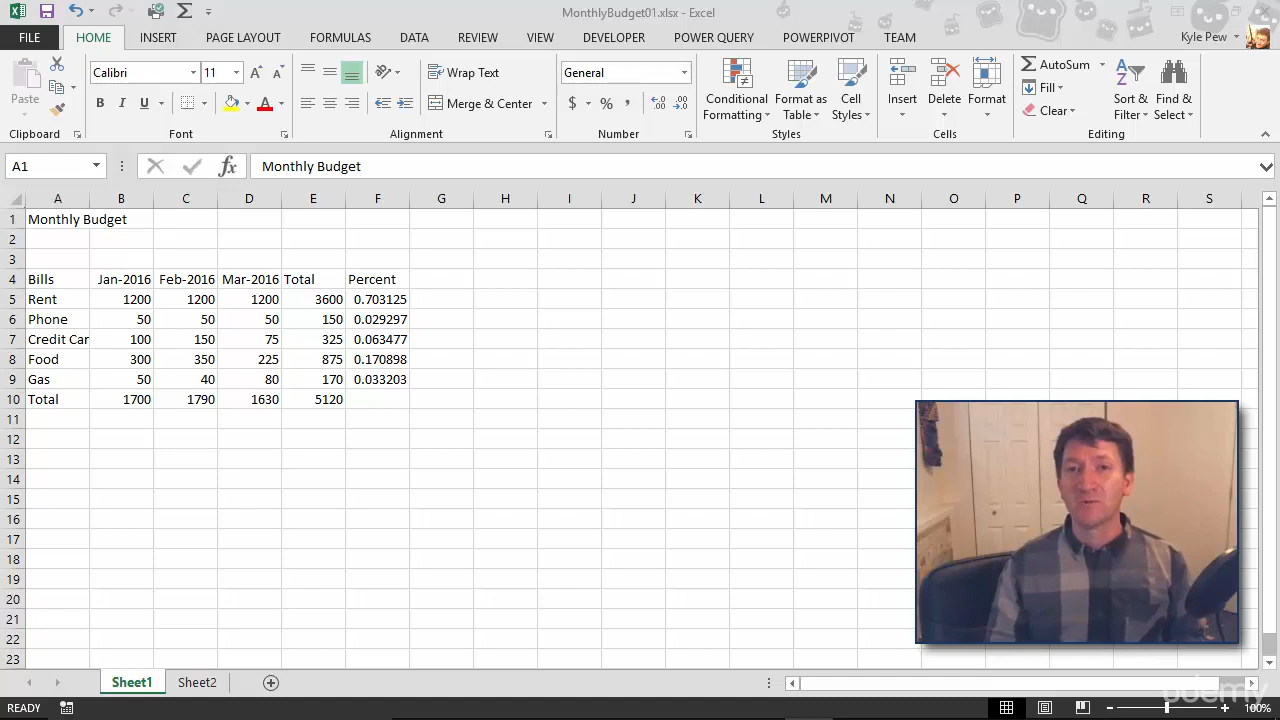 MonthlyBudget01.xlsx - Excel
FILE HOME INSERT PAGE LAYOUT FORMULAS DATA REVIEW VIEW DEVELOPER POWER QUERY POWERPIVOT TEAM Kyle Pew
Paste
Calibri 11
Wrap Text
Merge & Center
General
$ % ,
Conditional Formatting
Format as Table
Cell Styles
Insert Delete Format
AutoSum
Fill
Clear
Sort & Filter
Find & Select
Clipboard Font Alignment Number Styles Cells Editing
A1 fx Monthly Budget
A B C D E F G H I J K L M N O P Q R S
1 Monthly Budget
2
3
4 Bills Jan-2016 Feb-2016 Mar-2016 Total Percent
5 Rent 1200 1200 1200 3600 0.703125
6 Phone 50 50 50 150 0.029297
7 Credit Car 100 150 75 325 0.063477
8 Food 300 350 225 875 0.170898
9 Gas 50 40 80 170 0.033203
10 Total 1700 1790 1630 5120
11
12
13
14
15
16
17
18
19
20
21
22
23
Sheet1 Sheet2
udemy
READY 100%